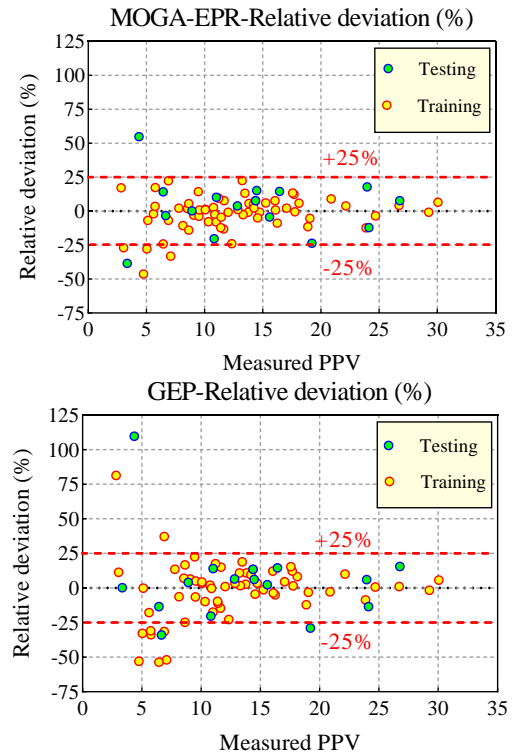 MOGA-EPR-Relative deviation (%)
Relative deviation (%)
125
100
75
50
25
0
-25
-50
-75
Testing
Training
+25%
-25%
0 5 10 15 20 25 30 35
Measured PPV
GEP-Relative deviation (%)
Relative deviation (%)
125
100
75
50
25
0
-25
-50
-75
Testing
Training
+25%
-25%
0 5 10 15 20 25 30 35
Measured PPV